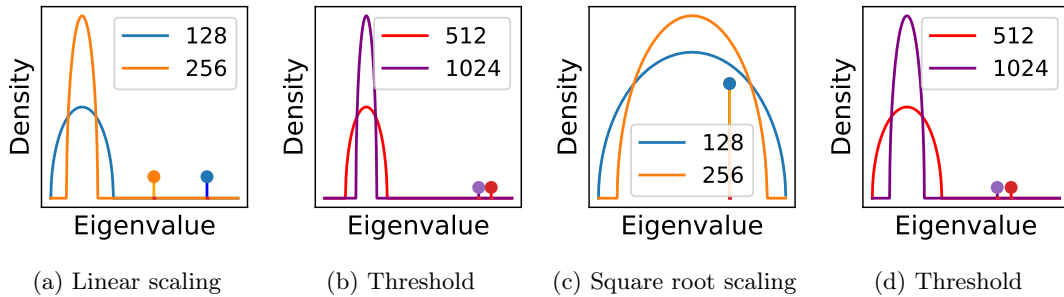 Density
128
256
Eigenvalue
(a) Linear scaling
Density
512
1024
Eigenvalue
(b) Threshold
Density
128
256
Eigenvalue
(c) Square root scaling
Density
512
1024
Eigenvalue
(d) Threshold